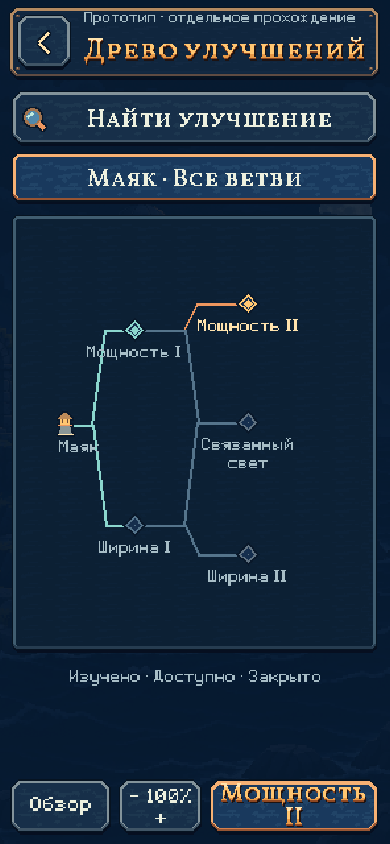 Прототип · отдельное прохождение
Древо улучшений
Найти улучшение
Маяк · Все ветви
Мощность II
Мощность I
Маяк
Связанный
свет
Ширина I
Ширина II
Изучено · Доступно · Закрыто
Обзор
- 100%
+
Мощность
II